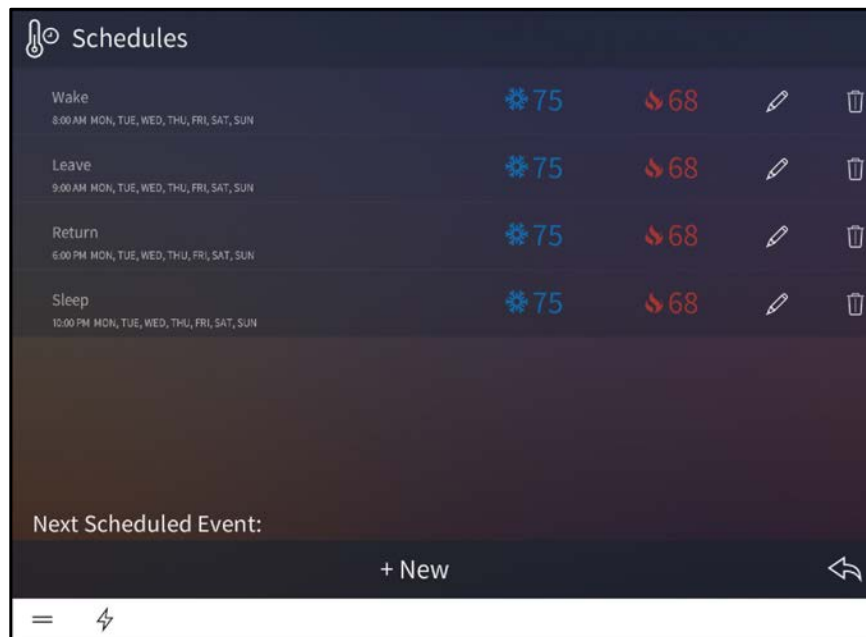 Schedules
Wake 75 68
8:00 AM MON, TUE, WED, THU, FRI, SAT, SUN
Leave 75 68
9:00 AM MON, TUE, WED, THU, FRI, SAT, SUN
Return 75 68
6:00 PM MON, TUE, WED, THU, FRI, SAT, SUN
Sleep 75 68
10:00 PM MON, TUE, WED, THU, FRI, SAT, SUN
Next Scheduled Event:
+ New